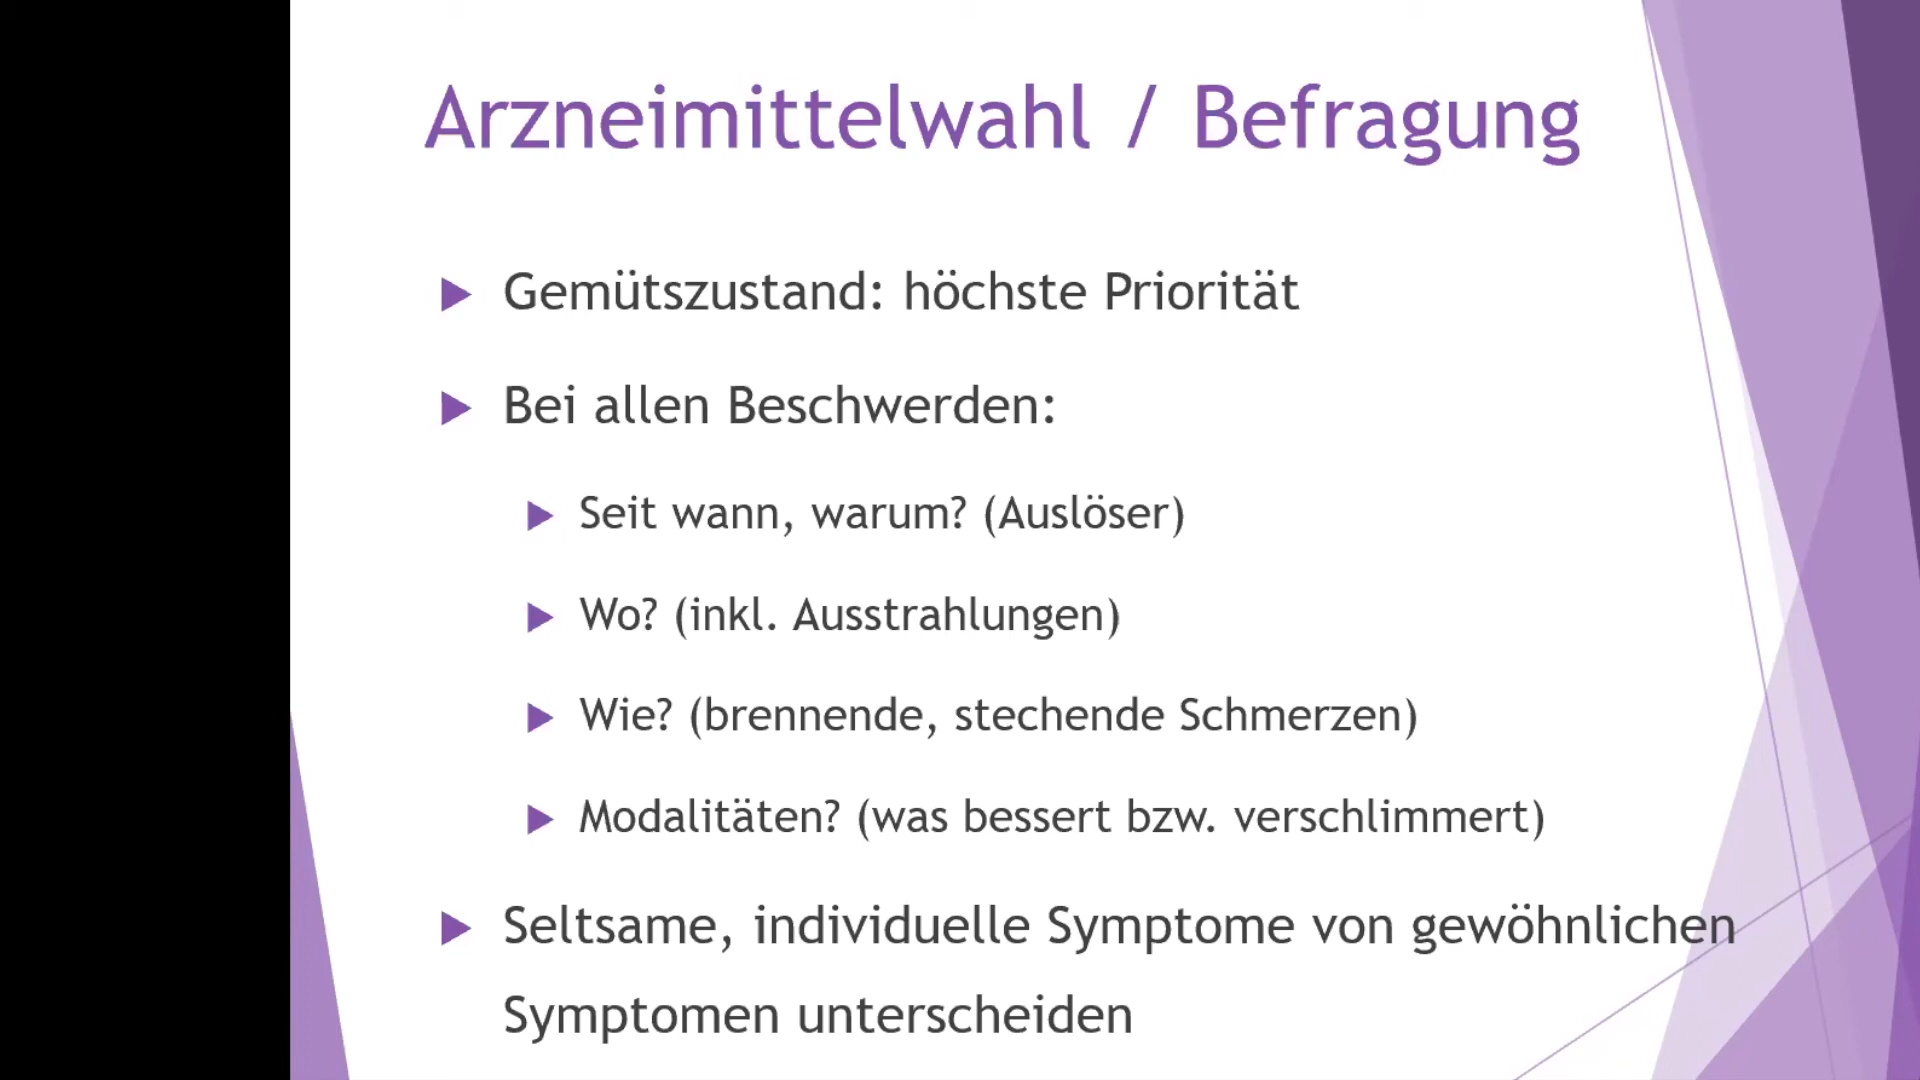 Arzneimittelwahl / Befragung
Gemütszustand: höchste Priorität
Bei allen Beschwerden:
Seit wann, warum? (Auslöser)
Wo? (inkl. Ausstrahlungen)
Wie? (brennende, stechende Schmerzen)
Modalitäten? (was bessert bzw. verschlimmert)
Seltsame, individuelle Symptome von gewöhnlichen
Symptomen unterscheiden